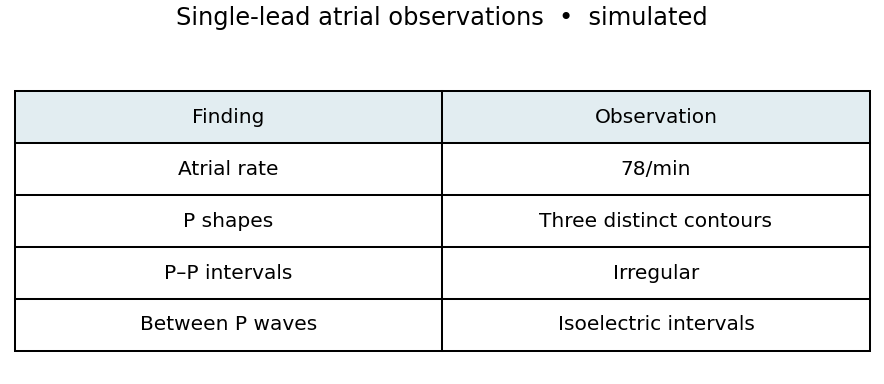 Single-lead atrial observations • simulated
Finding Observation
Atrial rate 78/min
P shapes Three distinct contours
P–P intervals Irregular
Between P waves Isoelectric intervals